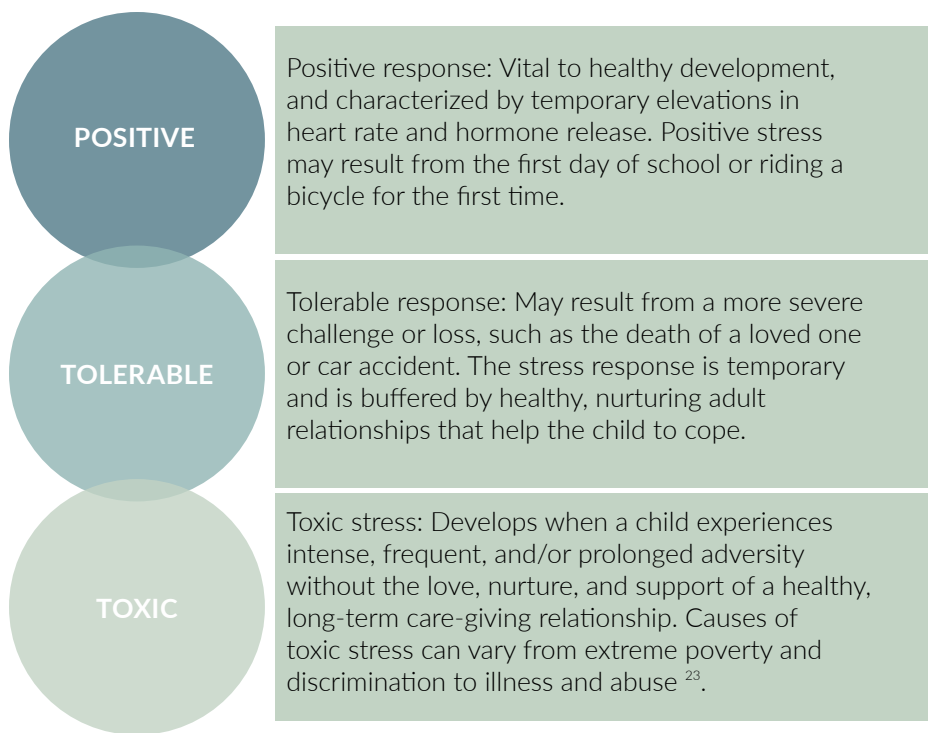 POSITIVE
Positive response: Vital to healthy development,
and characterized by temporary elevations in
heart rate and hormone release. Positive stress
may result from the first day of school or riding a
bicycle for the first time.
TOLERABLE
Tolerable response: May result from a more severe
challenge or loss, such as the death of a loved one
or car accident. The stress response is temporary
and is buffered by healthy, nurturing adult
relationships that help the child to cope.
TOXIC
Toxic stress: Develops when a child experiences
intense, frequent, and/or prolonged adversity
without the love, nurture, and support of a healthy,
long-term care-giving relationship. Causes of
toxic stress can vary from extreme poverty and
discrimination to illness and abuse 23.